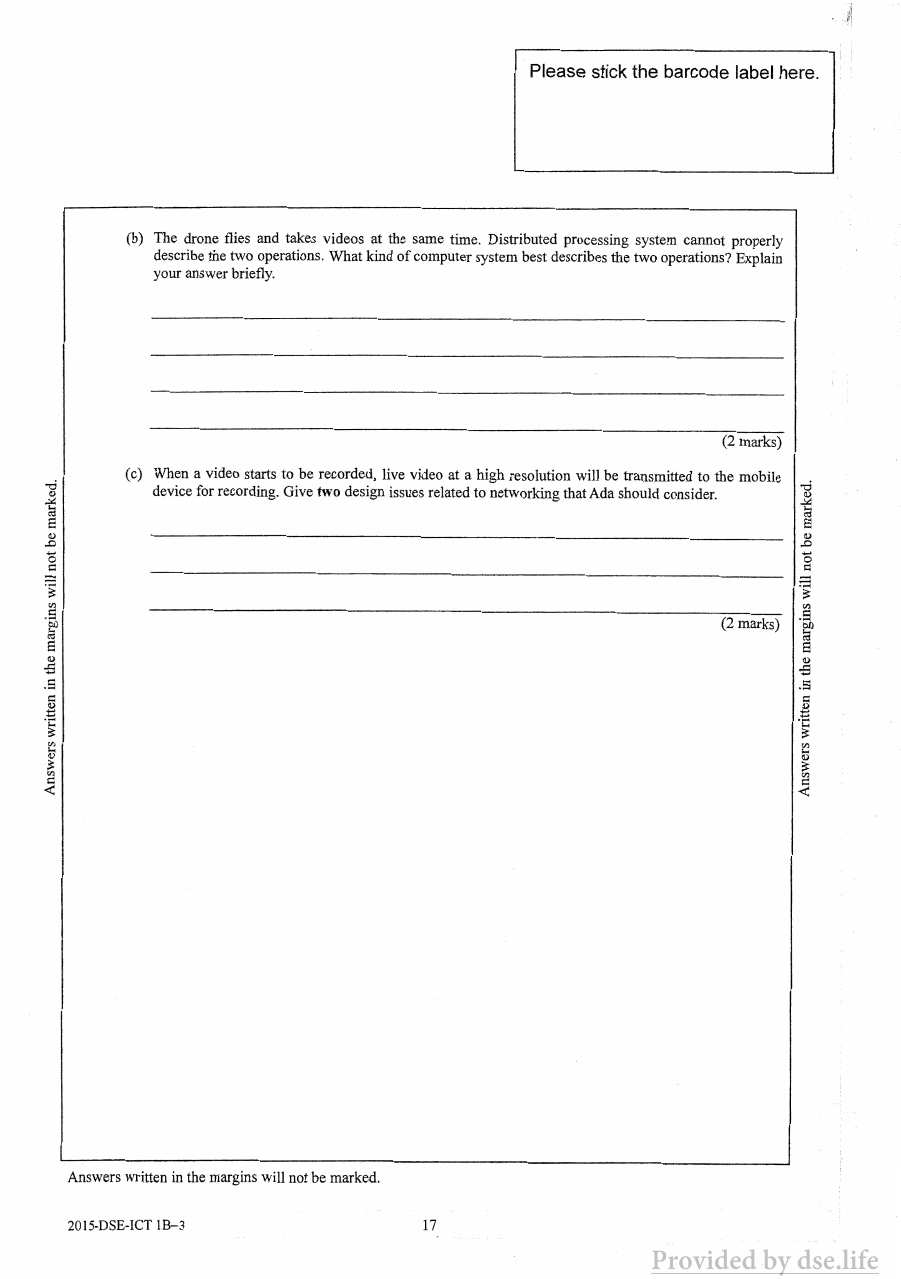 Please stick the barcode label here.
(b) The drone flies and takes videos at the same time. Distributed processing system cannot properly
describe the two operations. What kind of computer system best describes the two operations? Explain
your answer briefly.
(2 marks)
(c) When a video starts to be recorded, live video at a high resolution will be transmitted to the mobile
device for recording. Give two design issues related to networking that Ada should consider.
(2 marks)
Answers written in the margins will not be marked.
Answers written in the margins will not be marked.
Answers written in the margins will not be marked.
2015-DSE-ICT 1B–3
17
Provided by dse.life